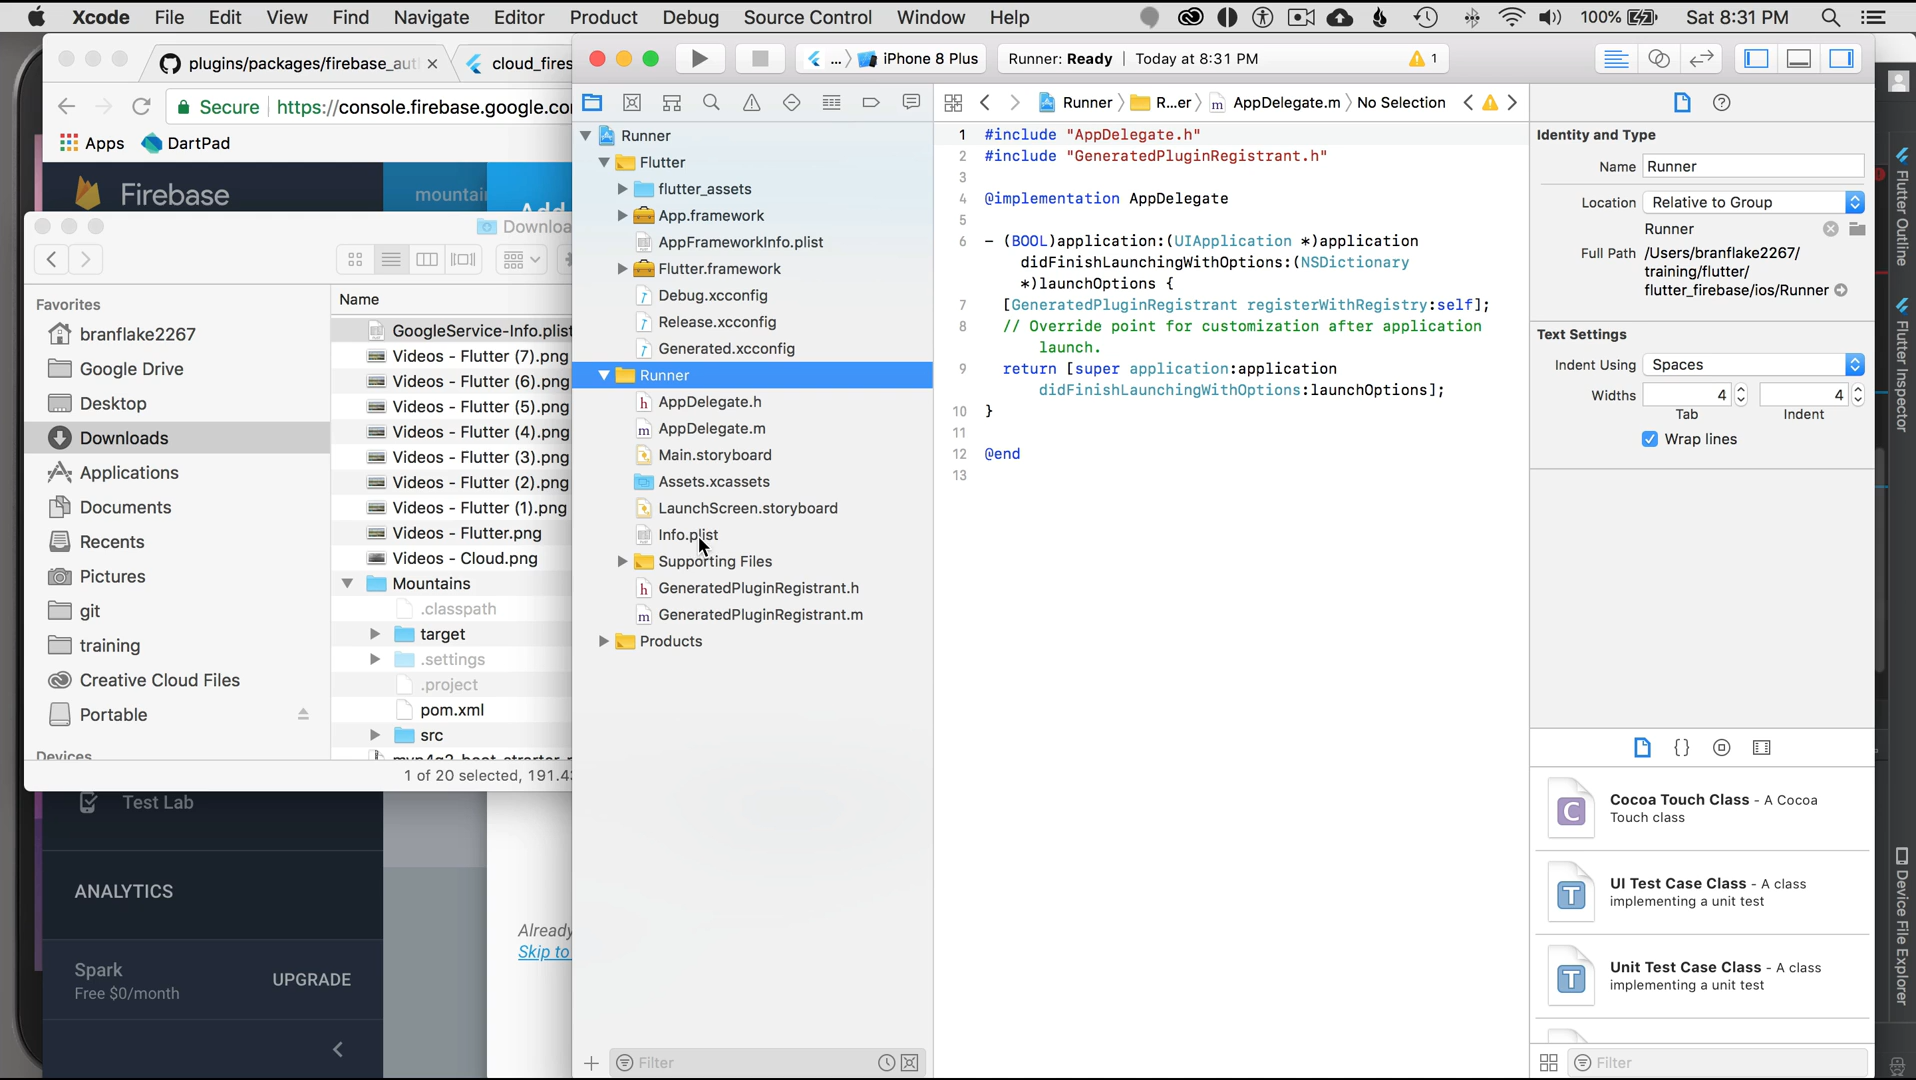 Xcode File Edit View Find Navigate Editor Product Debug Source Control Window Help 100% Sat 8:31 PM
plugins/packages/firebase_aut
cloud_fires
Secure https://console.firebase.google.co
Apps DartPad
Firebase
mountai
Add
... iPhone 8 Plus
Runner: Ready | Today at 8:31 PM
1
Runner R...er AppDelegate.m No Selection
Downloa
Favorites
branflake2267
Google Drive
Desktop
Downloads
Applications
Documents
Recents
Pictures
git
training
Creative Cloud Files
Portable
Devices
Name
GoogleService-Info.plist
Videos - Flutter (7).png
Videos - Flutter (6).png
Videos - Flutter (5).png
Videos - Flutter (4).png
Videos - Flutter (3).png
Videos - Flutter (2).png
Videos - Flutter (1).png
Videos - Flutter.png
Videos - Cloud.png
Mountains
.classpath
target
.settings
.project
pom.xml
src
1 of 20 selected, 191.4
Test Lab
ANALYTICS
Spark
Free $0/month
UPGRADE
Already
Skip to
Runner
Flutter
flutter_assets
App.framework
AppFrameworkInfo.plist
Flutter.framework
Debug.xcconfig
Release.xcconfig
Generated.xcconfig
Runner
AppDelegate.h
AppDelegate.m
Main.storyboard
Assets.xcassets
LaunchScreen.storyboard
Info.plist
Supporting Files
GeneratedPluginRegistrant.h
GeneratedPluginRegistrant.m
Products
Filter
1 #include "AppDelegate.h"
2 #include "GeneratedPluginRegistrant.h"
3
4 @implementation AppDelegate
5
6 - (BOOL)application:(UIApplication *)application
didFinishLaunchingWithOptions:(NSDictionary
*)launchOptions {
7 [GeneratedPluginRegistrant registerWithRegistry:self];
8 // Override point for customization after application
launch.
9 return [super application:application
didFinishLaunchingWithOptions:launchOptions];
10 }
11
12 @end
13
Identity and Type
Name Runner
Location Relative to Group
Runner
Full Path /Users/branflake2267/
training/flutter/
flutter_firebase/ios/Runner
Text Settings
Indent Using Spaces
Widths 4 4
Tab Indent
Wrap lines
Cocoa Touch Class - A Cocoa
Touch class
UI Test Case Class - A class
implementing a unit test
Unit Test Case Class - A class
implementing a unit test
Filter
Flutter Outline
Flutter Inspector
Device File Explorer